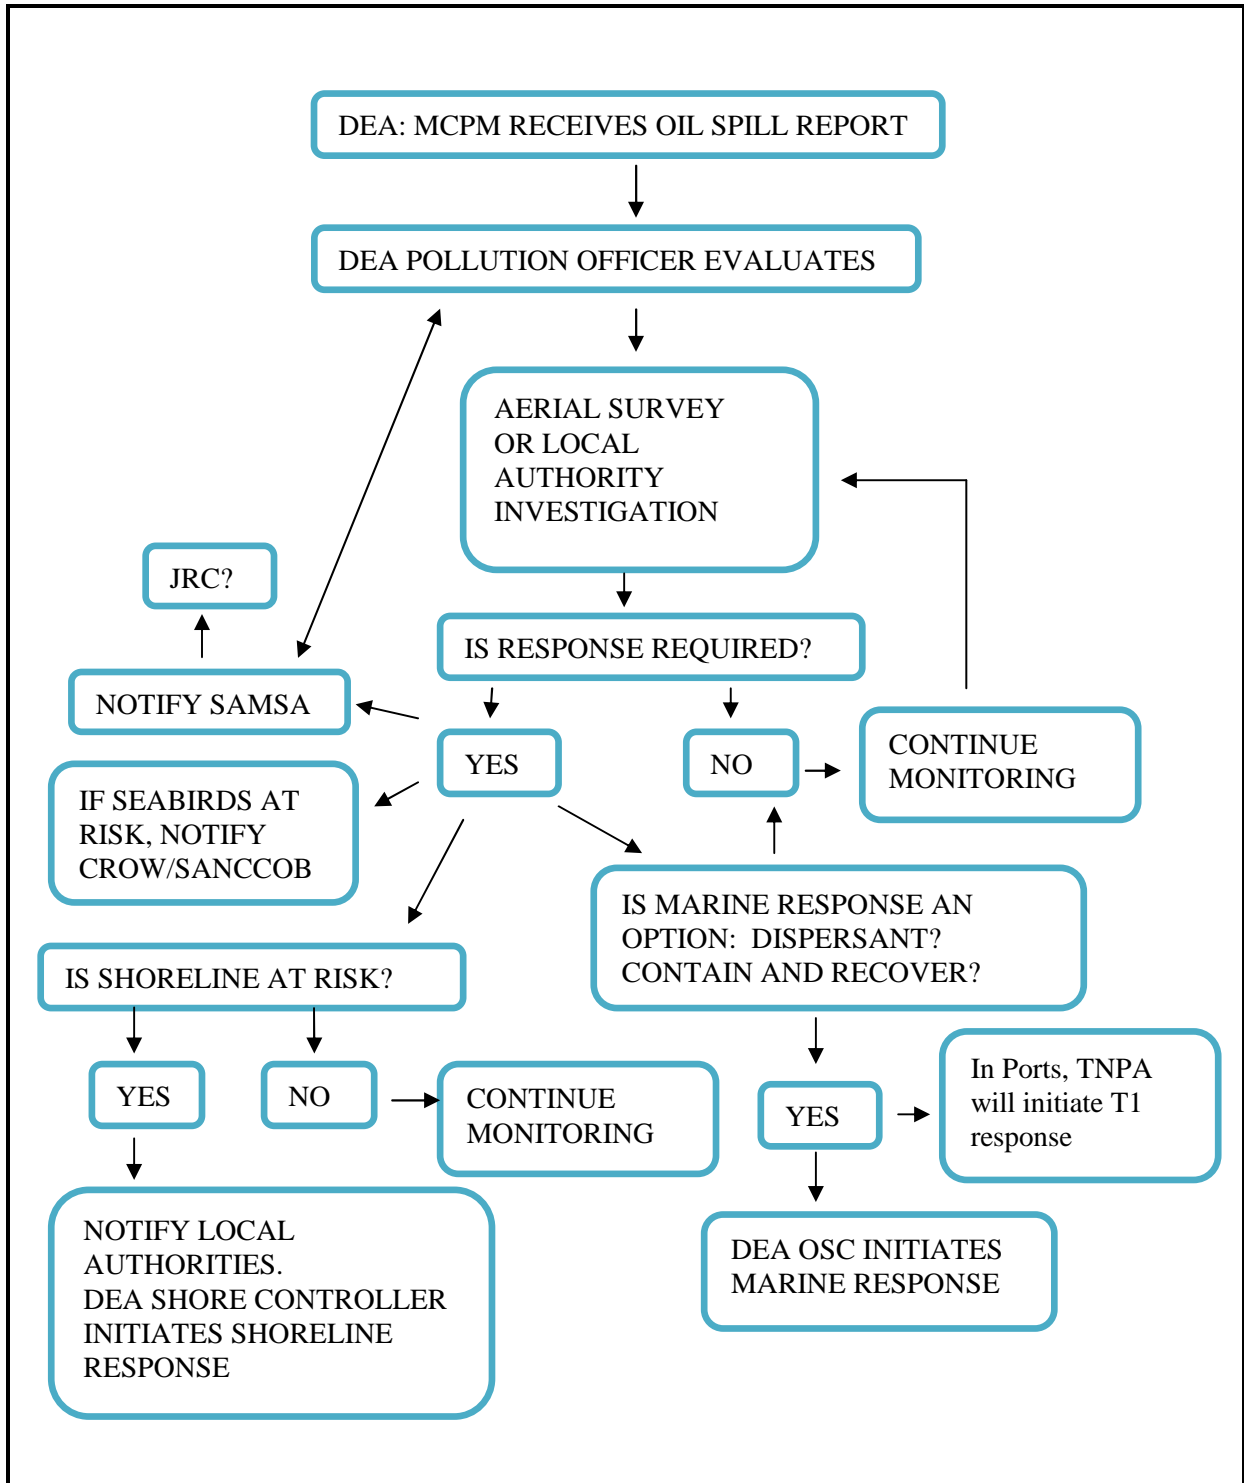 DEA: MCPM RECEIVES OIL SPILL REPORT
DEA POLLUTION OFFICER EVALUATES
AERIAL SURVEY
OR LOCAL
AUTHORITY
INVESTIGATION
JRC?
IS RESPONSE REQUIRED?
NOTIFY SAMSA
YES
NO
CONTINUE
MONITORING
IF SEABIRDS AT
RISK, NOTIFY
CROW/SANCCOB
IS MARINE RESPONSE AN
OPTION: DISPERSANT?
CONTAIN AND RECOVER?
IS SHORELINE AT RISK?
YES
NO
CONTINUE
MONITORING
YES
In Ports, TNPA
will initiate T1
response
NOTIFY LOCAL
AUTHORITIES.
DEA SHORE CONTROLLER
INITIATES SHORELINE
RESPONSE
DEA OSC INITIATES
MARINE RESPONSE